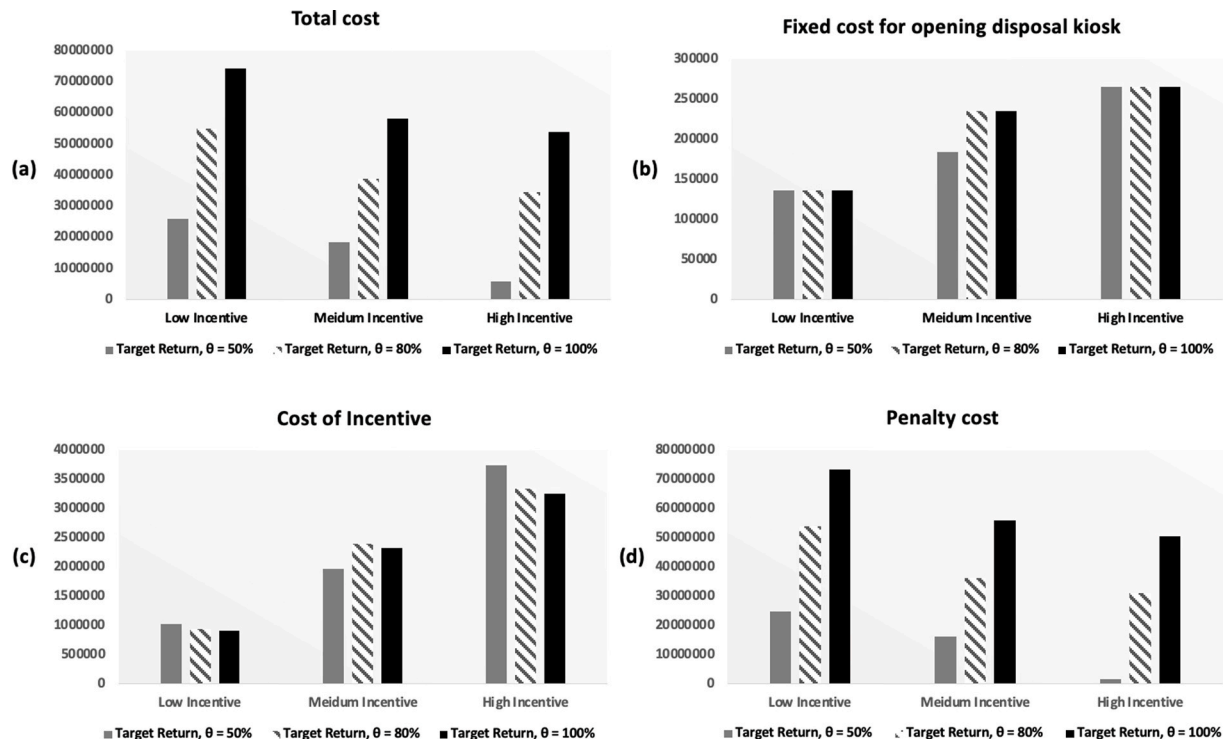 (a)
Total cost
80000000
70000000
60000000
50000000
40000000
30000000
20000000
10000000
0
Low Incentive Meidum Incentive High Incentive
Target Return, θ = 50% Target Return, θ = 80% Target Return, θ = 100%
(b)
Fixed cost for opening disposal kiosk
300000
250000
200000
150000
100000
50000
0
Low Incentive Meidum Incentive High Incentive
Target Return, θ = 50% Target Return, θ = 80% Target Return, θ = 100%
(c)
Cost of Incentive
4000000
3500000
3000000
2500000
2000000
1500000
1000000
500000
0
Low Incentive Meidum Incentive High Incentive
Target Return, θ = 50% Target Return, θ = 80% Target Return, θ = 100%
(d)
Penalty cost
80000000
70000000
60000000
50000000
40000000
30000000
20000000
10000000
0
Low Incentive Meidum Incentive High Incentive
Target Return, θ = 50% Target Return, θ = 80% Target Return, θ = 100%